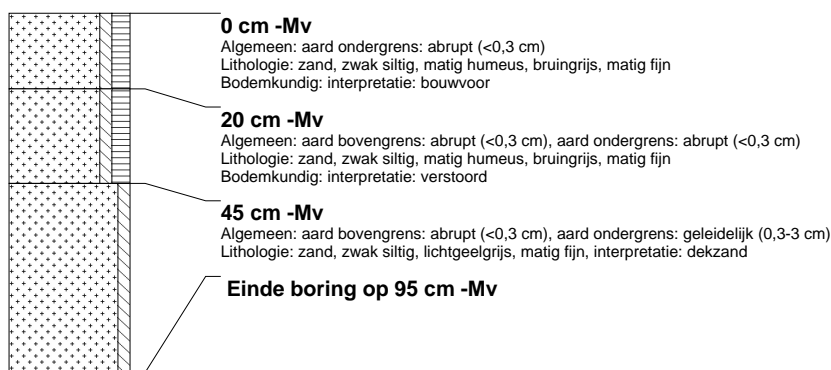 0 cm -Mv
Algemeen: aard ondergrens: abrupt (<0,3 cm)
Lithologie: zand, zwak siltig, matig humeus, bruingrijs, matig fijn
Bodemkundig: interpretatie: bouwvoor
20 cm -Mv
Algemeen: aard bovengrens: abrupt (<0,3 cm), aard ondergrens: abrupt (<0,3 cm)
Lithologie: zand, zwak siltig, matig humeus, bruingrijs, matig fijn
Bodemkundig: interpretatie: verstoord
45 cm -Mv
Algemeen: aard bovengrens: abrupt (<0,3 cm), aard ondergrens: geleidelijk (0,3-3 cm)
Lithologie: zand, zwak siltig, lichtgeelgrijs, matig fijn, interpretatie: dekzand
Einde boring op 95 cm -Mv